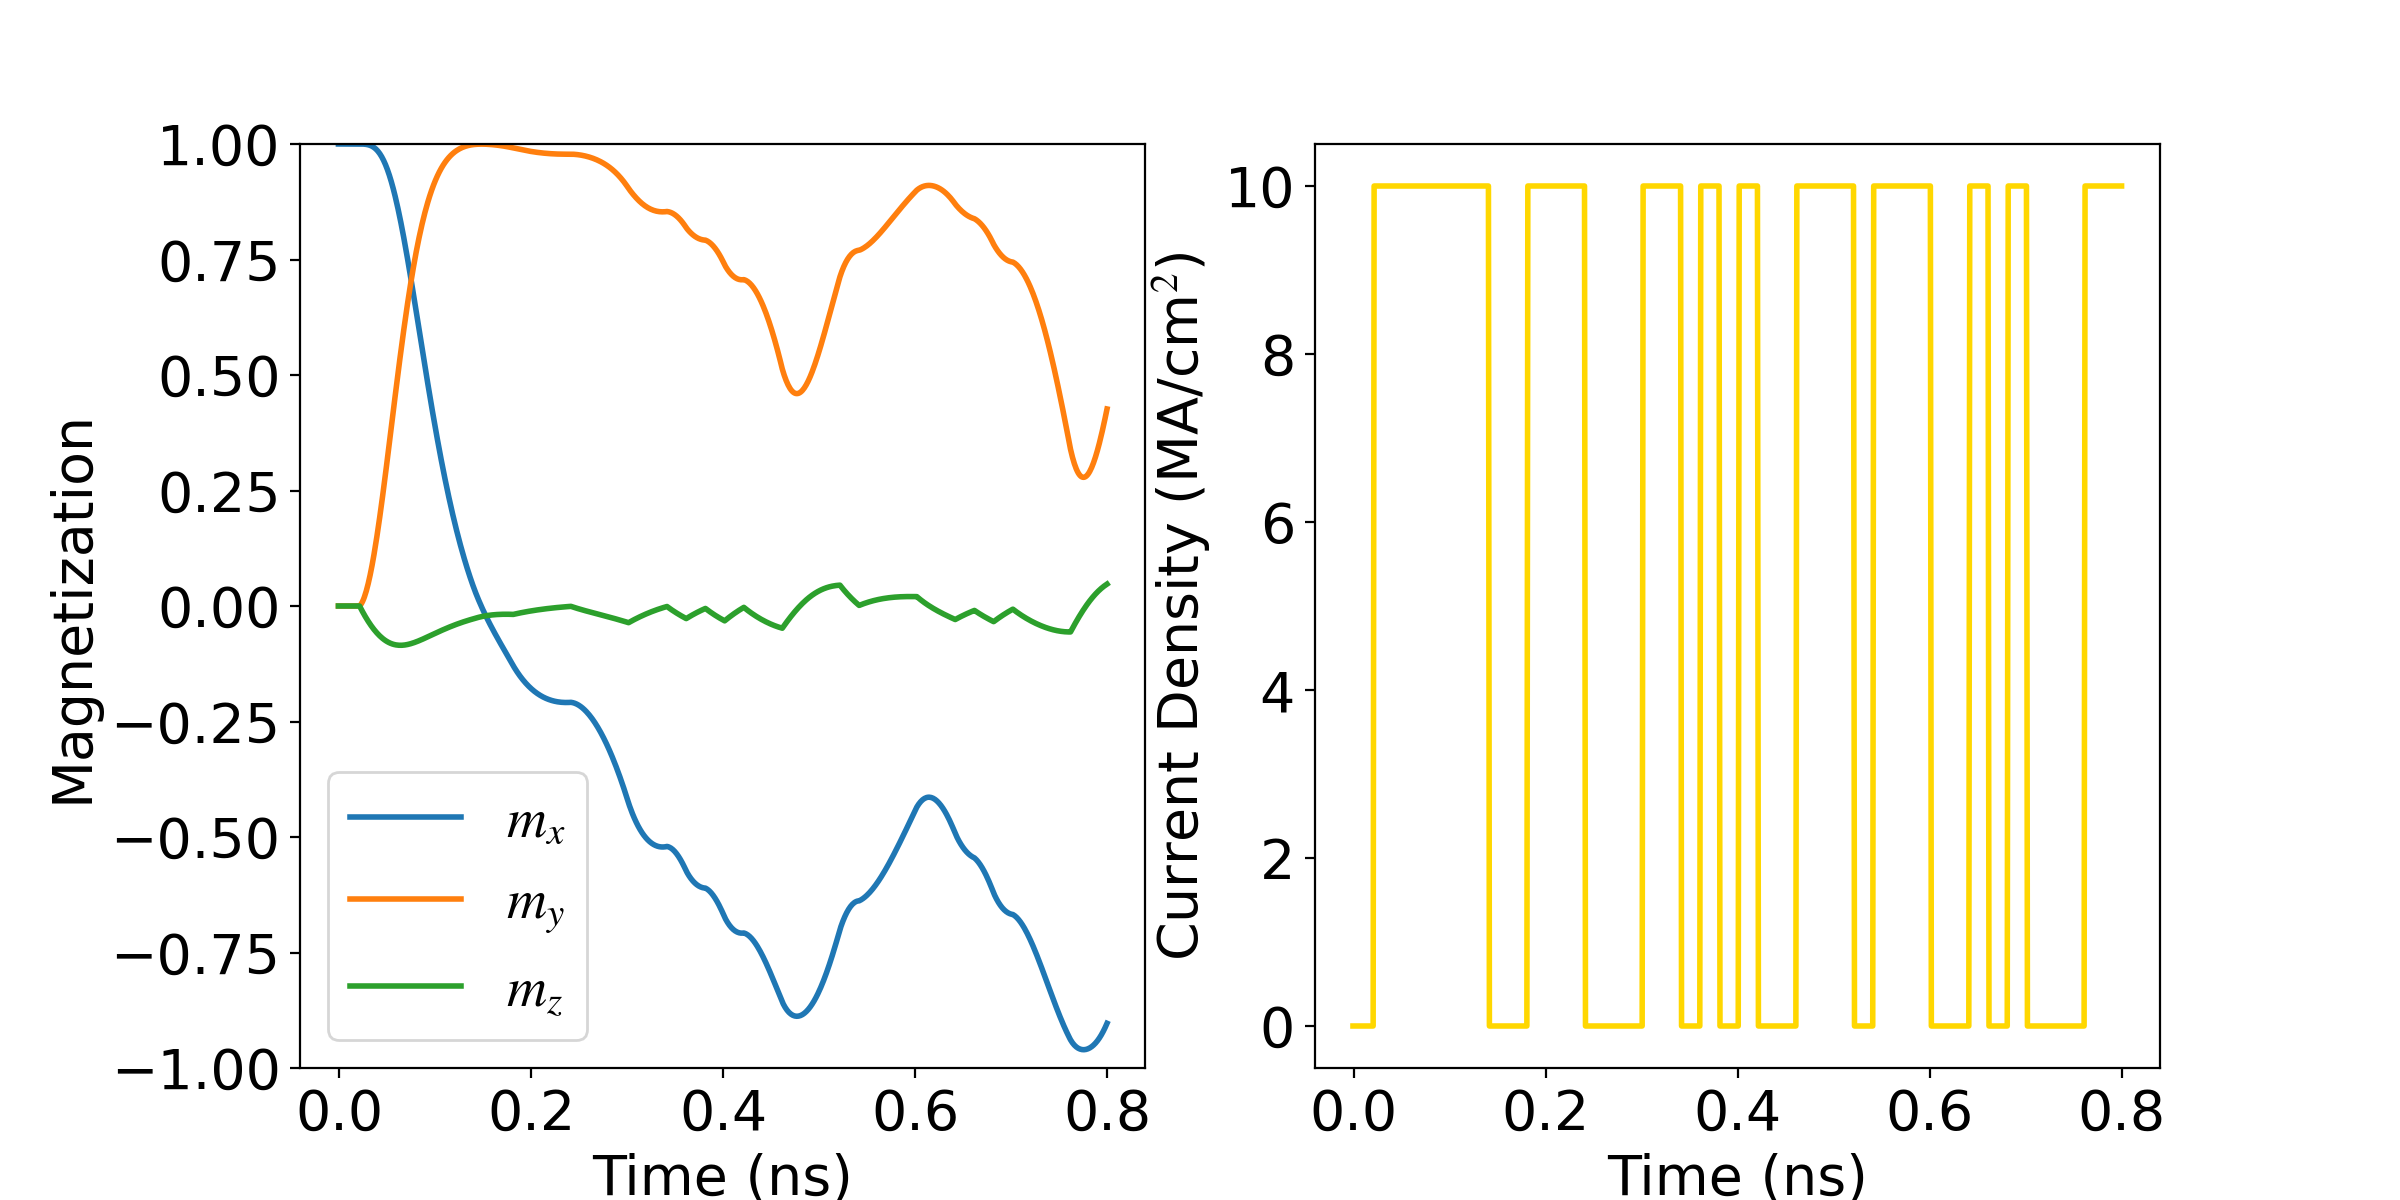 Magnetization
1.00
0.75
0.50
0.25
0.00
−0.25
−0.50
−0.75
−1.00
m_x
m_y
m_z
0.0 0.2 0.4 0.6 0.8
Time (ns)
Current Density (MA/cm²)
10
8
6
4
2
0
0.0 0.2 0.4 0.6 0.8
Time (ns)